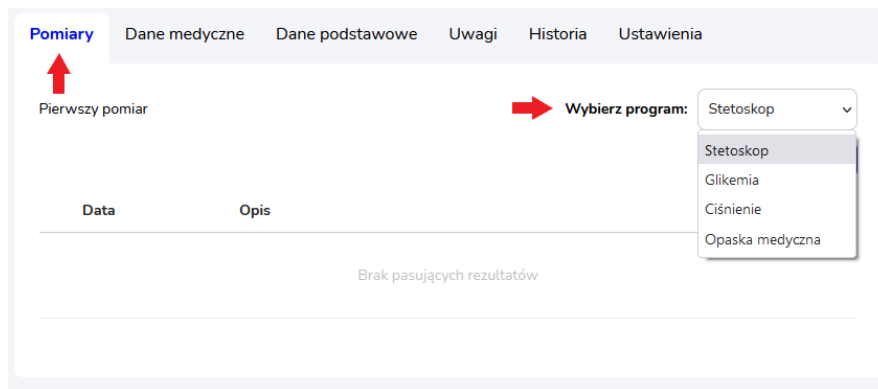 Pomiary Dane medyczne Dane podstawowe Uwagi Historia Ustawienia
Pierwszy pomiar Wybierz program: Stetoskop
Stetoskop
Glikemia
Ciśnienie
Opaska medyczna
Data Opis
Brak pasujących rezultatów